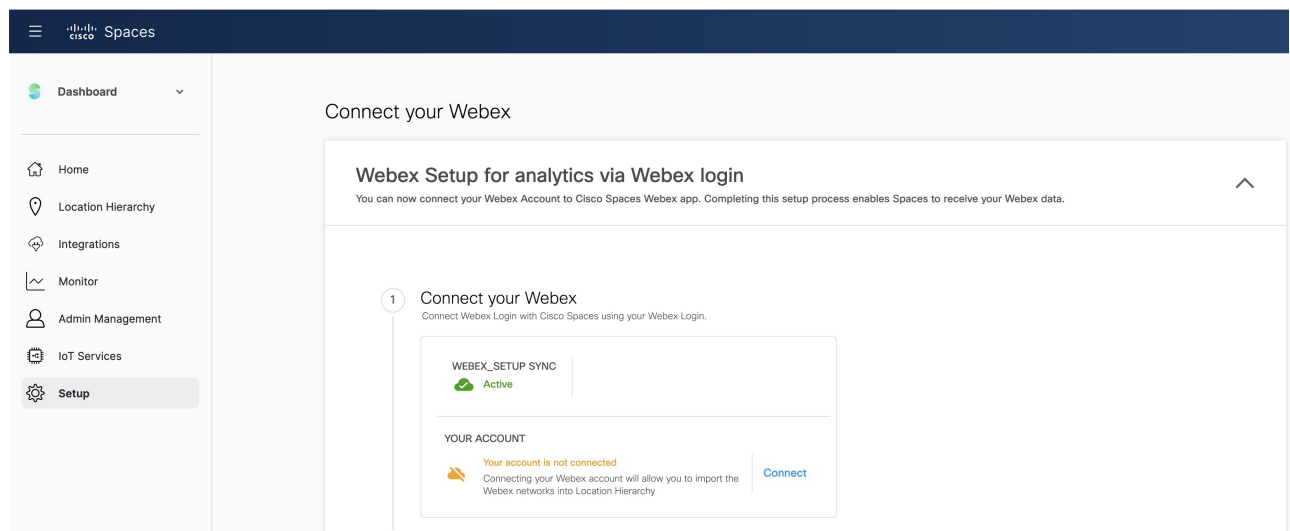 CISCO Spaces
Dashboard
Home
Location Hierarchy
Integrations
Monitor
Admin Management
IoT Services
Setup
Connect your Webex
Webex Setup for analytics via Webex login
You can now connect your Webex Account to Cisco Spaces Webex app. Completing this setup process enables Spaces to receive your Webex data.
1 Connect your Webex
Connect Webex Login with Cisco Spaces using your Webex Login.
WEBEX_SETUP SYNC
Active
YOUR ACCOUNT
Your account is not connected
Connecting your Webex account will allow you to import the
Webex networks into Location Hierarchy
Connect